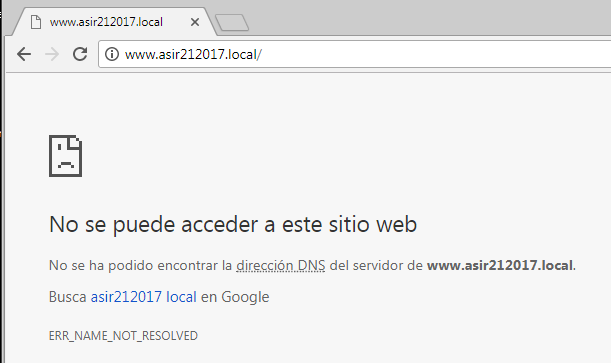 www.asir212017.local
www.asir212017.local/
No se puede acceder a este sitio web
No se ha podido encontrar la dirección DNS del servidor de www.asir212017.local.
Busca asir212017 local en Google
ERR_NAME_NOT_RESOLVED